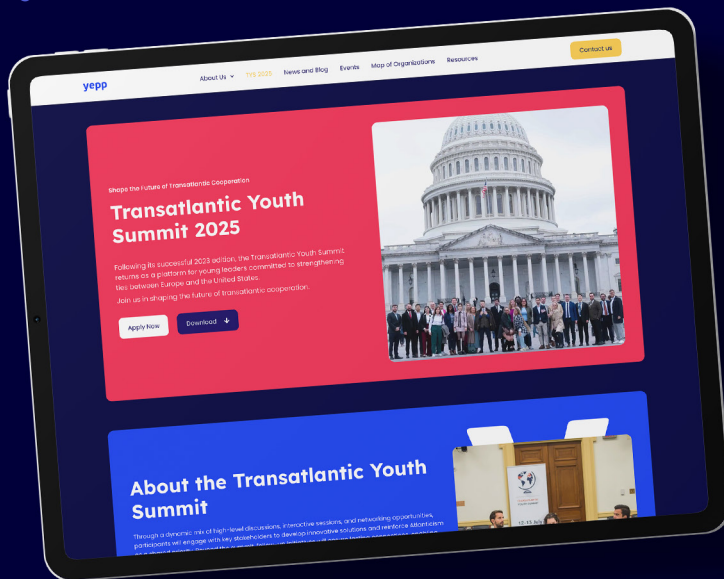 yepp
About Us
TYS 2025
News and Blog
Events
Map of Organizations
Resources
Contact us
Shape the Future of Transatlantic Cooperation
Transatlantic Youth
Summit 2025
Following its successful 2023 edition, the Transatlantic Youth Summit
returns as a platform for young leaders committed to strengthening
ties between Europe and the United States.
Join us in shaping the future of transatlantic cooperation.
Apply Now
Download
About the Transatlantic Youth
Summit
Through a dynamic mix of high-level discussions, interactive sessions, and networking opportunities,
participants will engage with key stakeholders to develop innovative solutions and reinforce Atlanticism